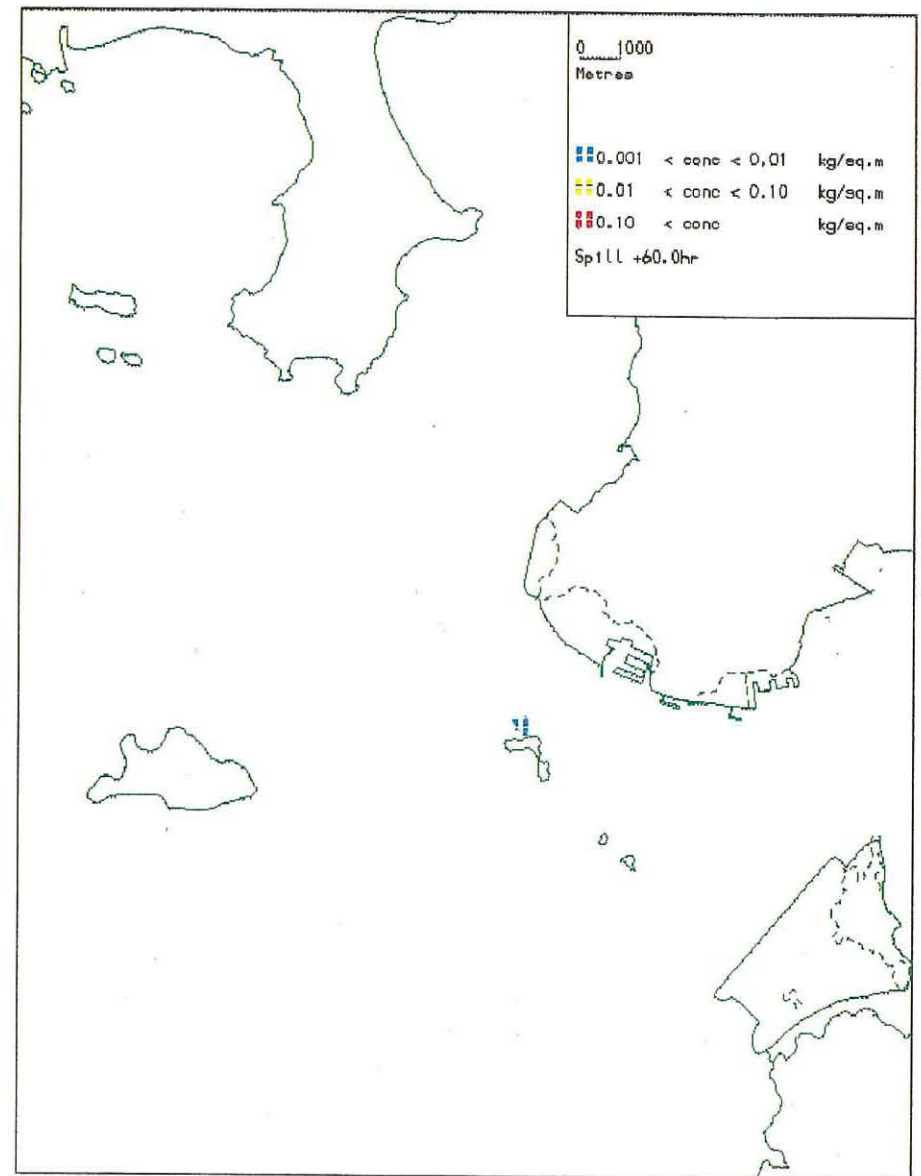 0 1000
Metres
0.001 < conc < 0.01 kg/sq.m
0.01 < conc < 0.10 kg/sq.m
0.10 < conc kg/sq.m
Spill +60.0hr